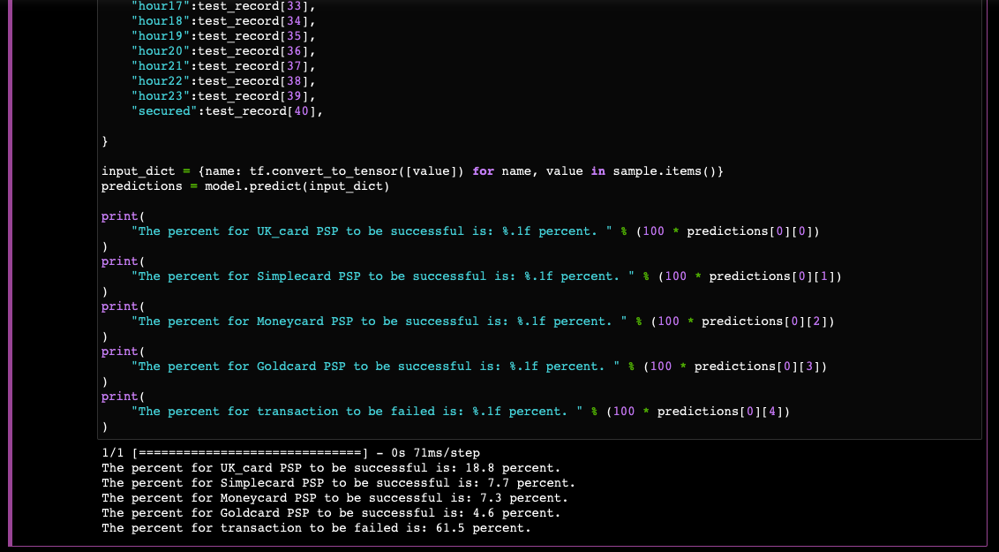 "hour17":test_record[33],
"hour18":test_record[34],
"hour19":test_record[35],
"hour20":test_record[36],
"hour21":test_record[37],
"hour22":test_record[38],
"hour23":test_record[39],
"secured":test_record[40],
}
input_dict = {name: tf.convert_to_tensor([value]) for name, value in sample.items()}
predictions = model.predict(input_dict)
print(
"The percent for UK_card PSP to be successful is: %.1f percent. " % (100 * predictions[0][0])
)
print(
"The percent for Simplecard PSP to be successful is: %.1f percent. " % (100 * predictions[0][1])
)
print(
"The percent for Moneycard PSP to be successful is: %.1f percent. " % (100 * predictions[0][2])
)
print(
"The percent for Goldcard PSP to be successful is: %.1f percent. " % (100 * predictions[0][3])
)
print(
"The percent for transaction to be failed is: %.1f percent. " % (100 * predictions[0][4])
)
1/1 [==============================] - 0s 71ms/step
The percent for UK_card PSP to be successful is: 18.8 percent.
The percent for Simplecard PSP to be successful is: 7.7 percent.
The percent for Moneycard PSP to be successful is: 7.3 percent.
The percent for Goldcard PSP to be successful is: 4.6 percent.
The percent for transaction to be failed is: 61.5 percent.